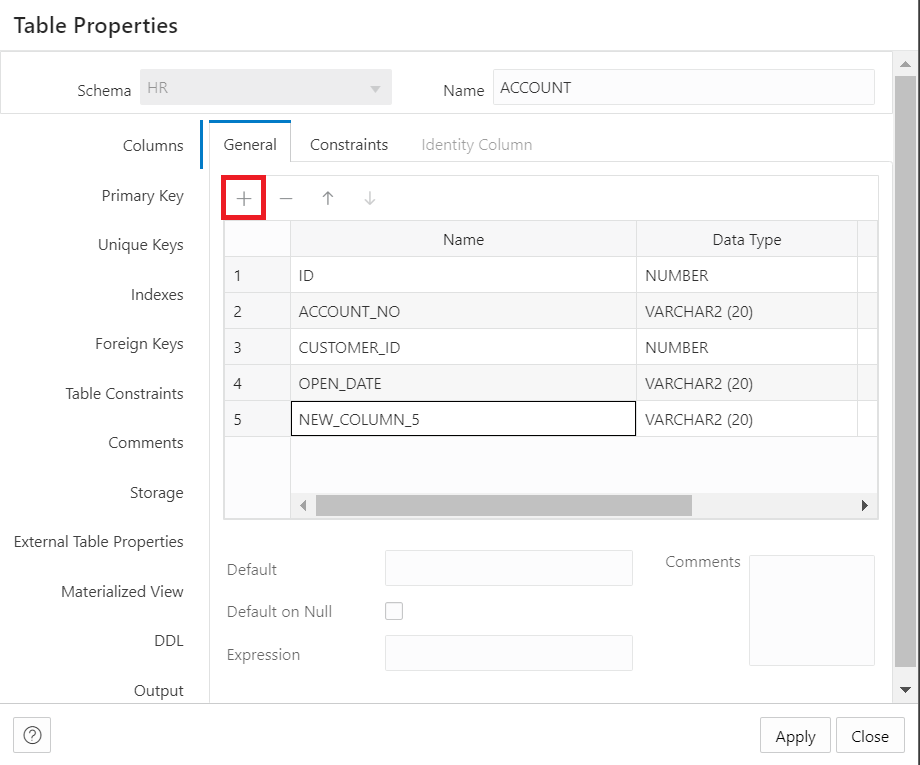 Table Properties
Schema HR Name ACCOUNT
Columns
Primary Key
Unique Keys
Indexes
Foreign Keys
Table Constraints
Comments
Storage
External Table Properties
Materialized View
DDL
Output
General Constraints Identity Column
Name Data Type
1 ID NUMBER
2 ACCOUNT_NO VARCHAR2 (20)
3 CUSTOMER_ID NUMBER
4 OPEN_DATE VARCHAR2 (20)
5 NEW_COLUMN_5 VARCHAR2 (20)
Default
Default on Null
Expression
Comments
? Apply Close